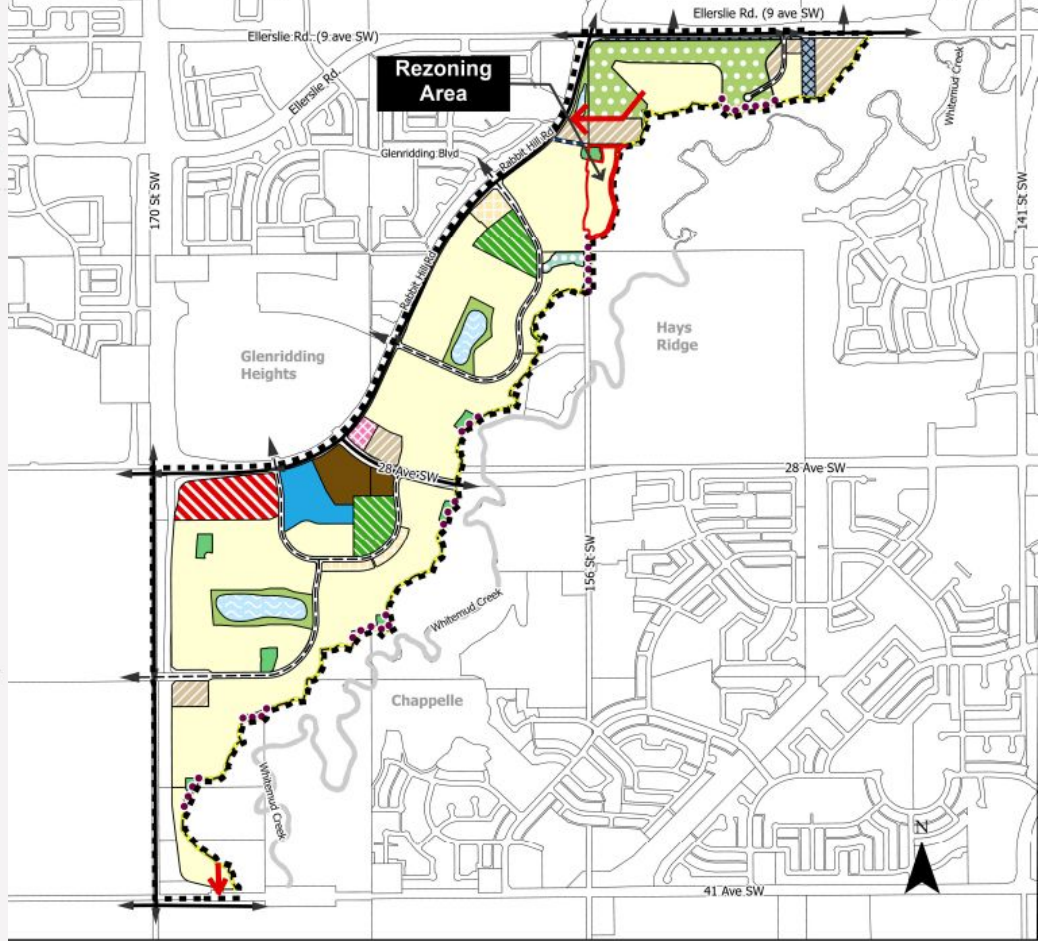 Ellerslie Rd. (9 ave SW)
Ellerslie Rd. (9 ave SW)
Rezoning
Area
Ellerslie Rd.
Whitemud Creek
Glenridding Blvd
Rabbit Hill Rd
170 St SW
141 St SW
Rabbit Hill Rd
Hays
Ridge
Glenridding
Heights
28 Ave SW
28 Ave SW
156 St SW
Whitemud Creek
Chappelle
Whitemud Creek
N
41 Ave SW